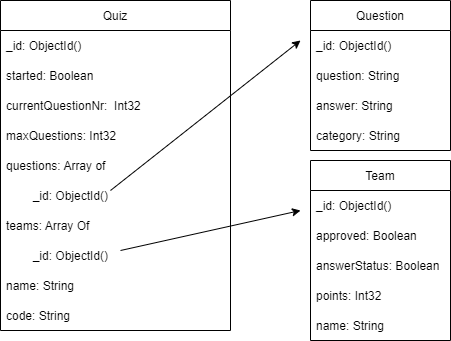 Quiz
_id: ObjectId()
started: Boolean
currentQuestionNr:  Int32
maxQuestions: Int32
questions: Array of
_id: ObjectId()
teams: Array Of
_id: ObjectId()
name: String
code: String
Question
_id: ObjectId()
question: String
answer: String
category: String
Team
_id: ObjectId()
approved: Boolean
answerStatus: Boolean
points: Int32
name: String